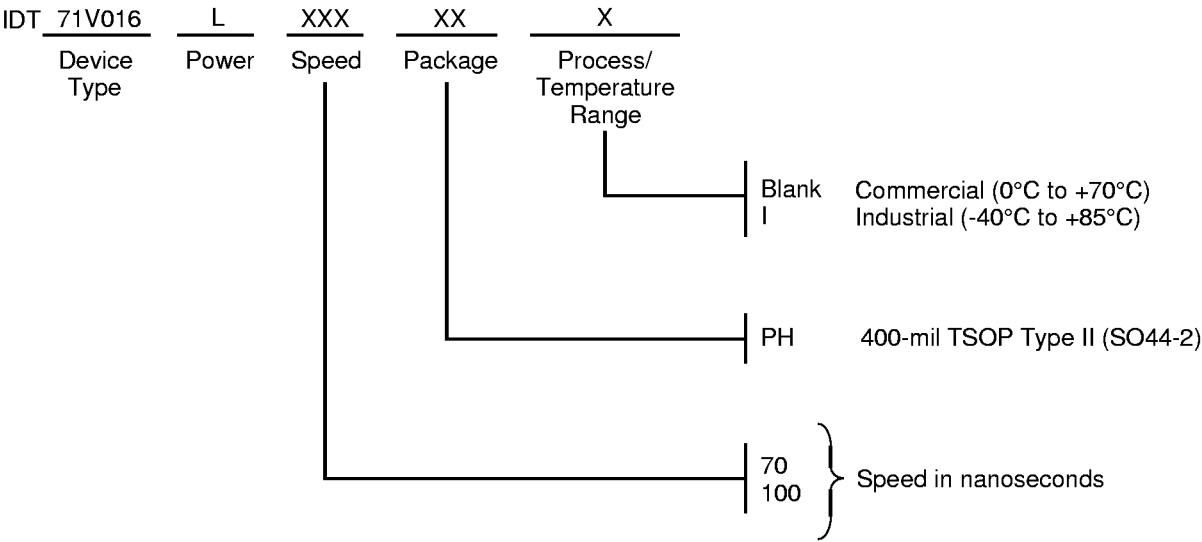 IDT 71V016 L XXX XX X
Device Power Speed Package Process/
Type Temperature
Range
Blank Commercial (0°C to +70°C)
I Industrial (-40°C to +85°C)
PH 400-mil TSOP Type II (SO44-2)
70
100
Speed in nanoseconds